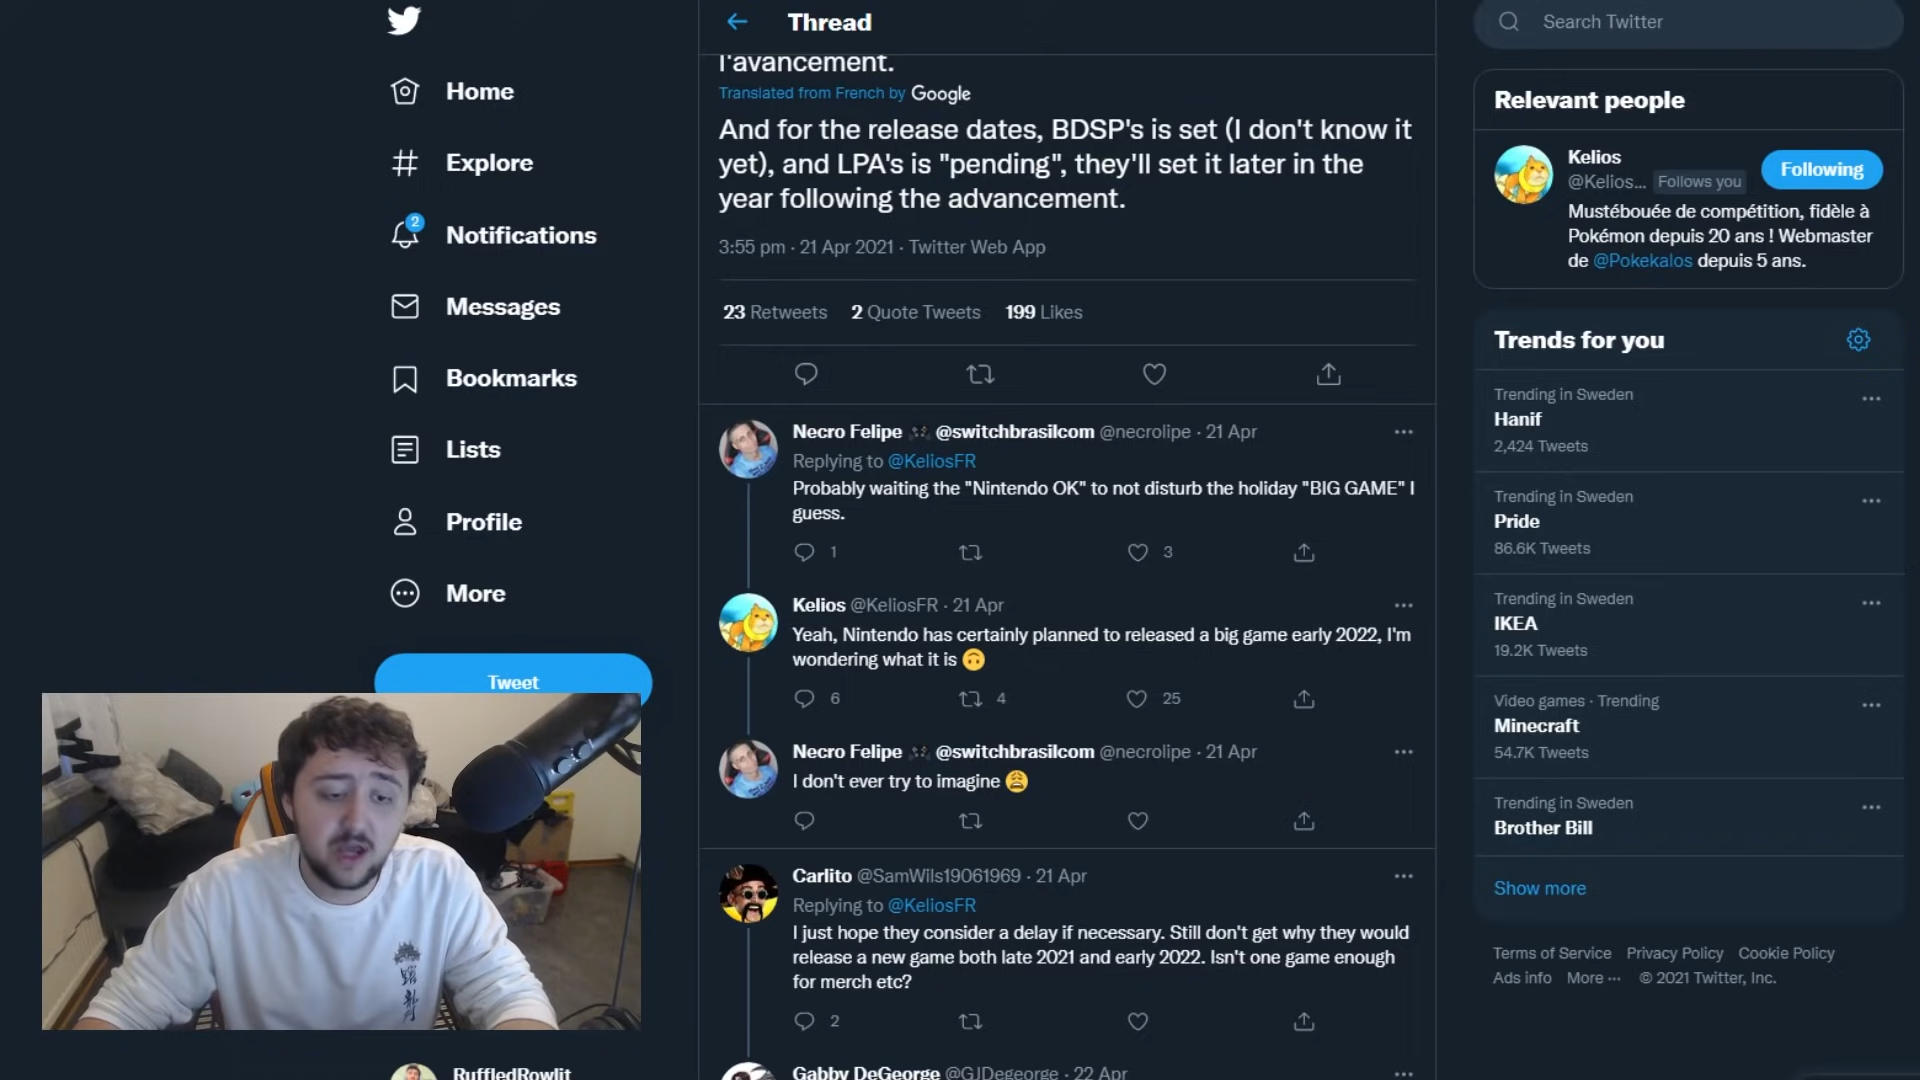 Home
Explore
2
Notifications
Messages
Bookmarks
Lists
Profile
More
Tweet
RuffledRowlit
Thread
l'avancement.
Translated from French by Google
And for the release dates, BDSP's is set (I don't know it
yet), and LPA's is "pending", they'll set it later in the
year following the advancement.
3:55 pm · 21 Apr 2021 · Twitter Web App
23 Retweets 2 Quote Tweets 199 Likes
Necro Felipe @switchbrasilcom @necrolipe · 21 Apr
Replying to @KeliosFR
Probably waiting the "Nintendo OK" to not disturb the holiday "BIG GAME" I
guess.
1 3
Kelios @KeliosFR · 21 Apr
Yeah, Nintendo has certainly planned to released a big game early 2022, I'm
wondering what it is 🙃
6 4 25
Necro Felipe @switchbrasilcom @necrolipe · 21 Apr
I don't ever try to imagine 😩
Carlito @SamWils19061969 · 21 Apr
Replying to @KeliosFR
I just hope they consider a delay if necessary. Still don't get why they would
release a new game both late 2021 and early 2022. Isn't one game enough
for merch etc?
2
Gabby DeGeorge @GJDegeorge · 22 Apr
Search Twitter
Relevant people
Kelios
@Kelios... Follows you
Following
Mustébouée de compétition, fidèle à
Pokémon depuis 20 ans ! Webmaster
de @Pokekalos depuis 5 ans.
Trends for you
Trending in Sweden
Hanif
2,424 Tweets
Trending in Sweden
Pride
86.6K Tweets
Trending in Sweden
IKEA
19.2K Tweets
Video games · Trending
Minecraft
54.7K Tweets
Trending in Sweden
Brother Bill
Show more
Terms of Service Privacy Policy Cookie Policy
Ads info More ··· © 2021 Twitter, Inc.